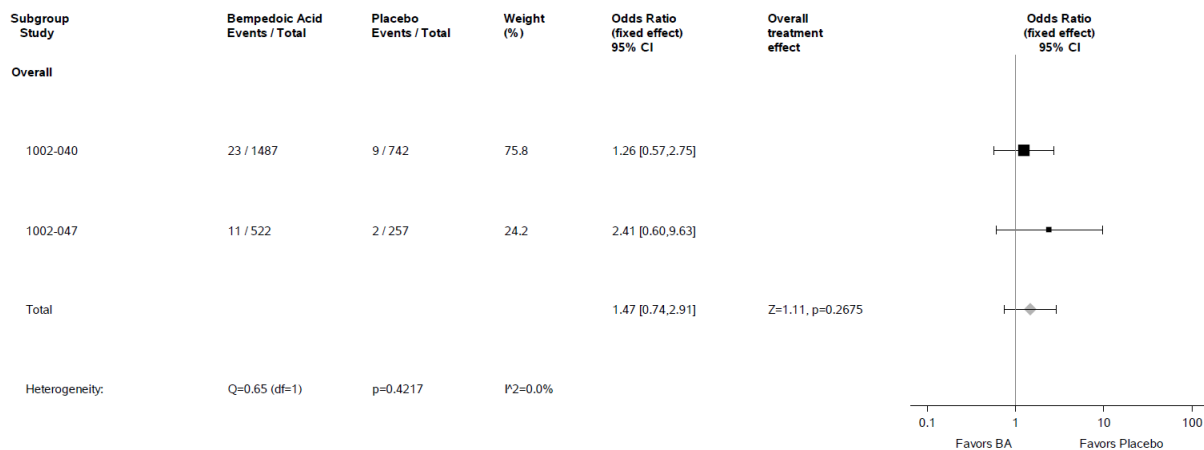 Subgroup
Study
Bempedoic Acid
Events / Total
Placebo
Events / Total
Weight
(%)
Odds Ratio
(fixed effect)
95% CI
Overall
treatment
effect
Odds Ratio
(fixed effect)
95% CI
Overall
1002-040 23 / 1487 9 / 742 75.8 1.26 [0.57,2.75]
1002-047 11 / 522 2 / 257 24.2 2.41 [0.60,9.63]
Total 1.47 [0.74,2.91] Z=1.11, p=0.2675
Heterogeneity: Q=0.65 (df=1) p=0.4217 I^2=0.0%
0.1 1 10 100
Favors BA Favors Placebo